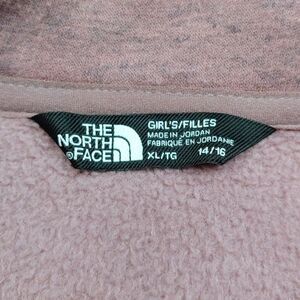 THE
NORTH
®FACE
GIRL'S/FILLES
MADE IN JORDAN
FABRIQUÉ EN JORDANIE
XL/TG 14/16